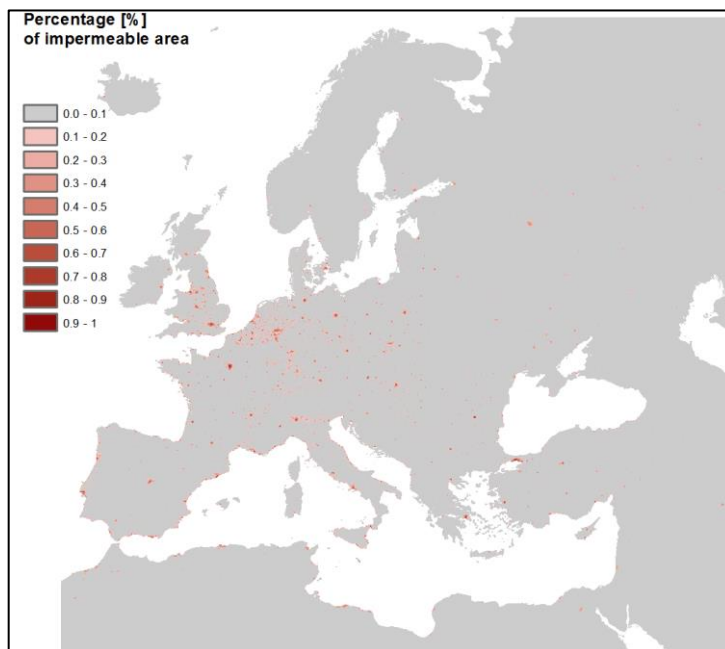 Percentage [%]
of impermeable area
0.0 - 0.1
0.1 - 0.2
0.2 - 0.3
0.3 - 0.4
0.4 - 0.5
0.5 - 0.6
0.6 - 0.7
0.7 - 0.8
0.8 - 0.9
0.9 - 1